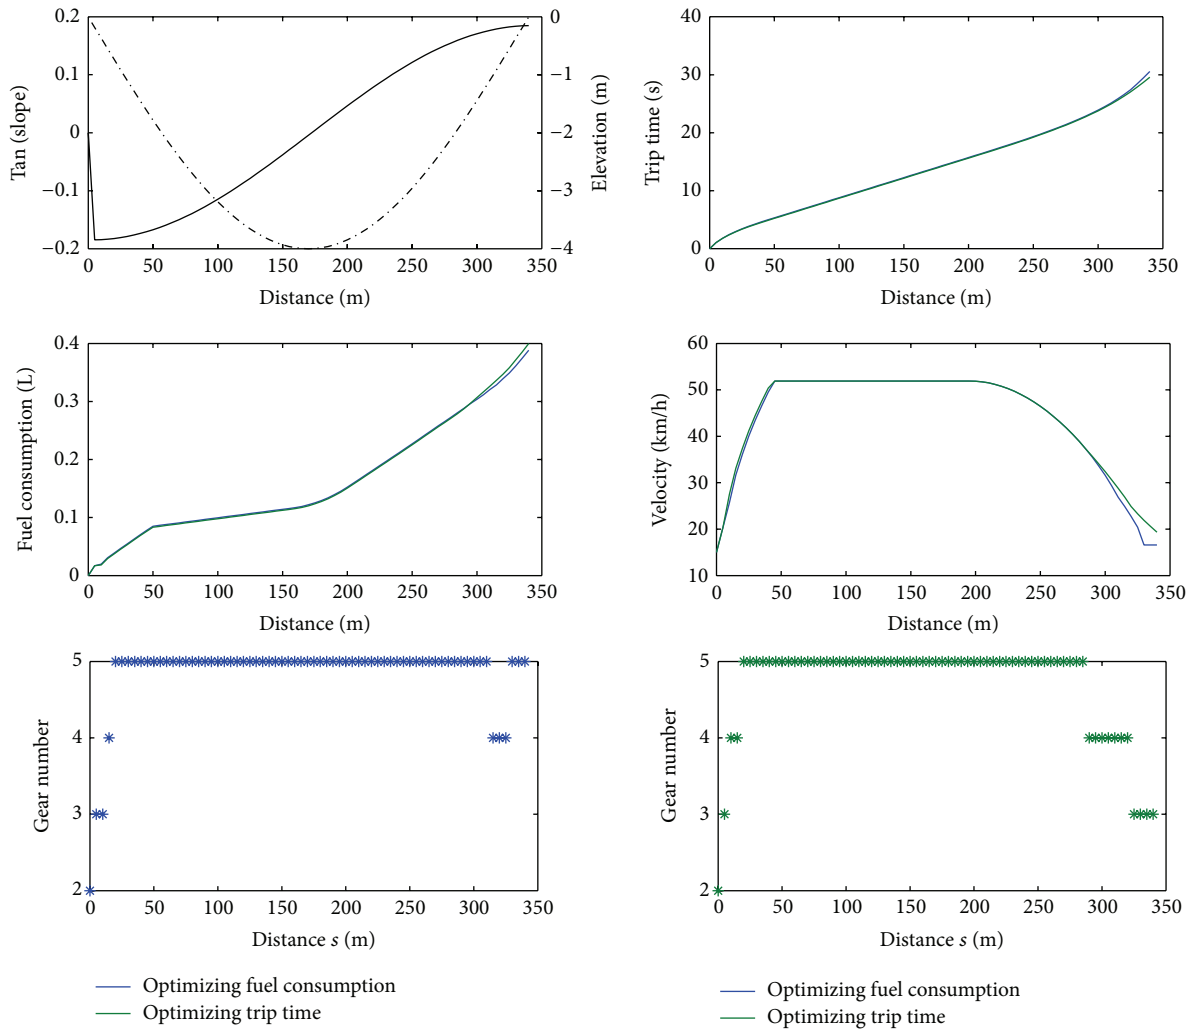 0.2
0.1
0
−0.1
−0.2
Tan (slope)
0
−1
−2
−3
−4
Elevation (m)
0 50 100 150 200 250 300 350
Distance (m)
40
30
20
10
0
Trip time (s)
0 50 100 150 200 250 300 350
Distance (m)
0.4
0.3
0.2
0.1
0
Fuel consumption (L)
0 50 100 150 200 250 300 350
Distance (m)
60
50
40
30
20
10
Velocity (km/h)
0 50 100 150 200 250 300 350
Distance (m)
5
4
3
2
Gear number
0 50 100 150 200 250 300 350
Distance s (m)
5
4
3
2
Gear number
0 50 100 150 200 250 300 350
Distance s (m)
Optimizing fuel consumption
Optimizing trip time
Optimizing fuel consumption
Optimizing trip time